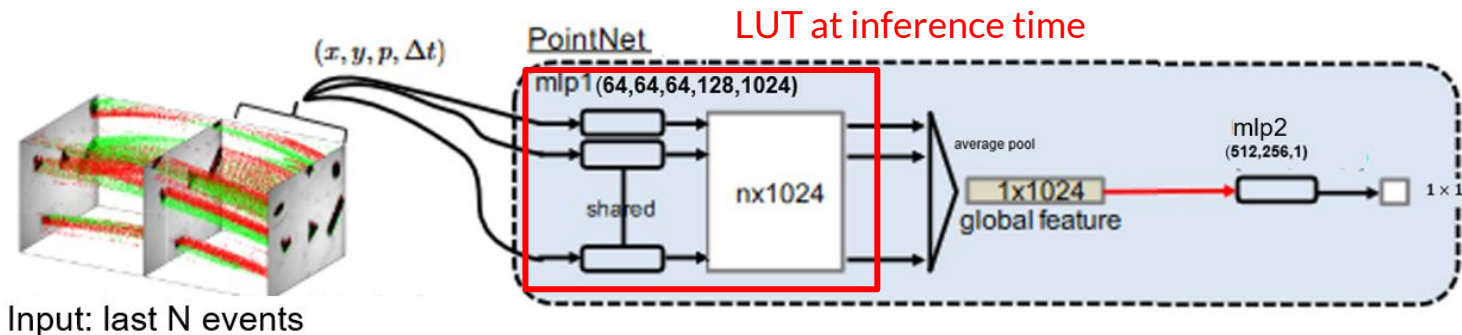 LUT at inference time
PointNet
(x, y, p, Δt)
mlp1(64,64,64,128,1024)
shared
nx1024
average pool
1x1024
global feature
mlp2
(512,256,1)
1 × 1
Input: last N events